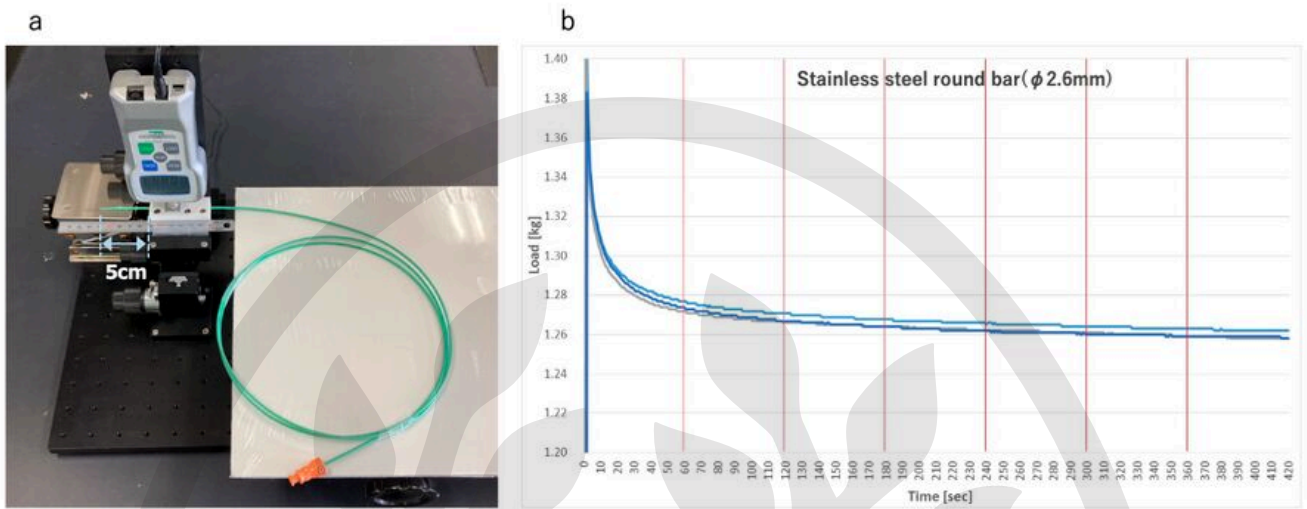 a
b
5cm
Stainless steel round bar(φ2.6mm)
1.40
1.38
1.36
1.34
1.32
1.30
1.28
1.26
1.24
1.22
1.20
Load [kg]
0 10 20 30 40 50 60 70 80 90 100 110 120 130 140 150 160 170 180 190 200 210 220 230 240 250 260 270 280 290 300 310 320 330 340 350 360 370 380 390 400 410 420
Time [sec]